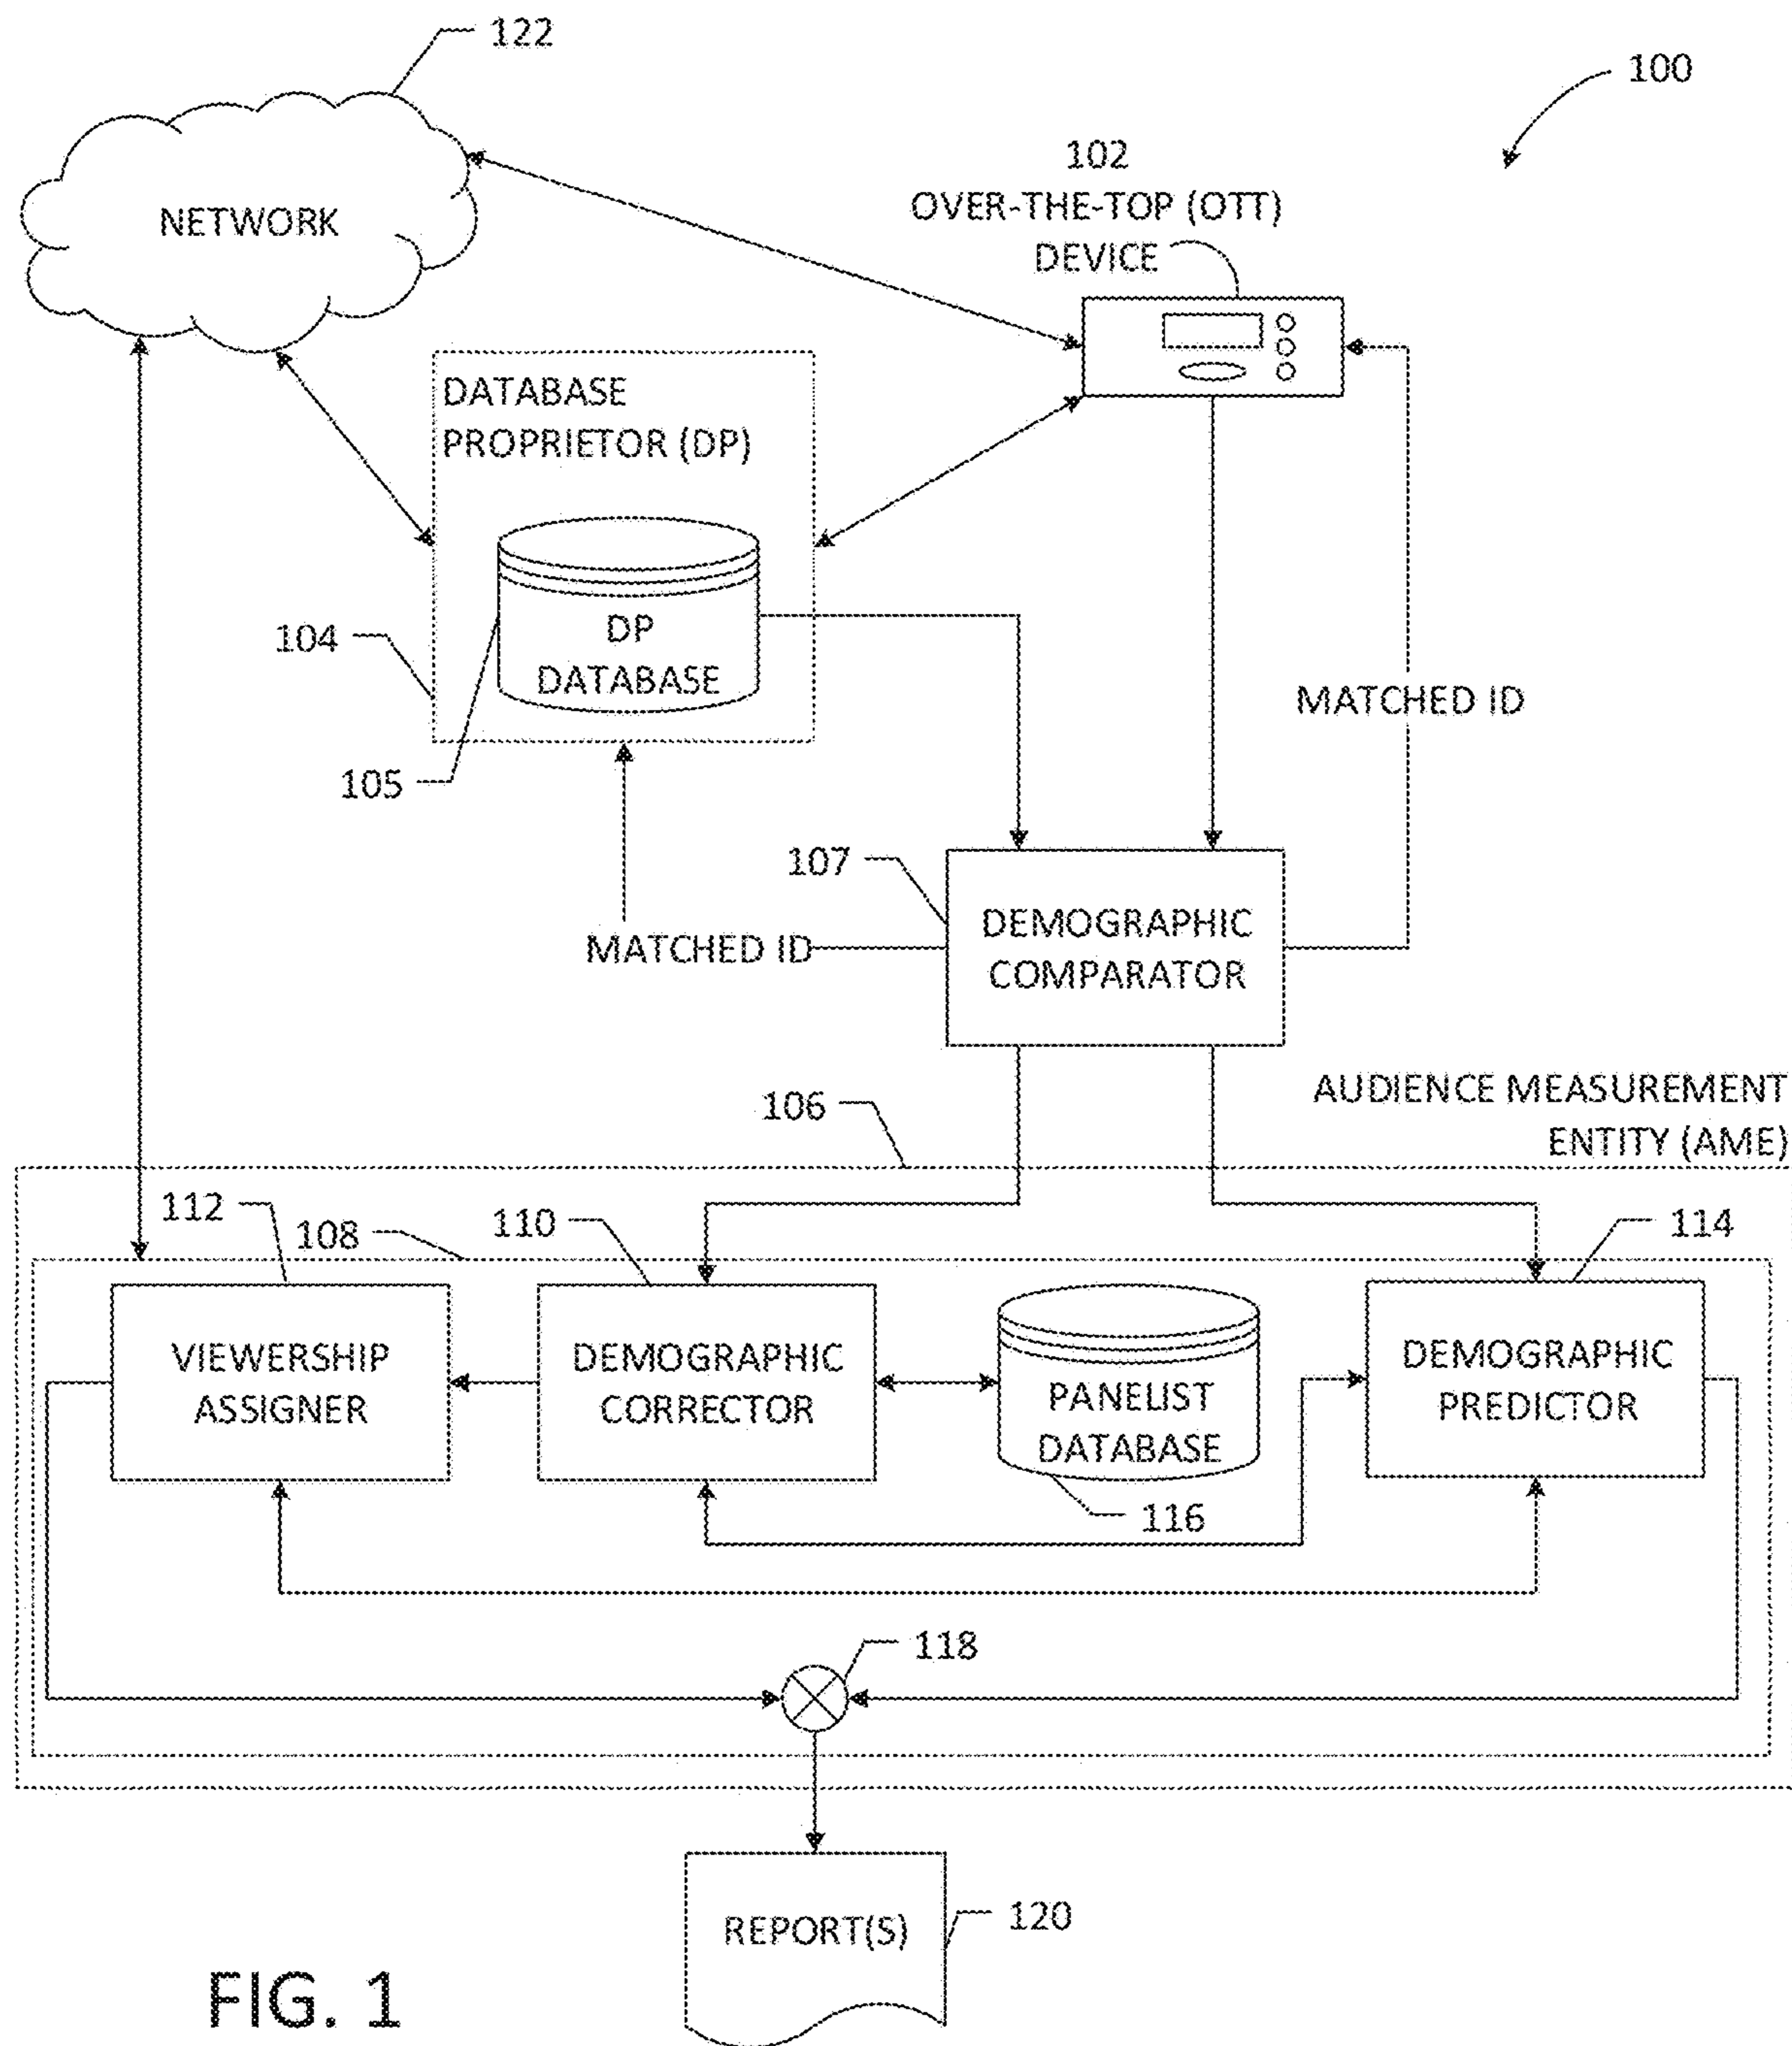 122
100
NETWORK
102
OVER-THE-TOP (OTT)
DEVICE
DATABASE
PROPRIETOR (DP)
DP
DATABASE
104
105
MATCHED ID
107
DEMOGRAPHIC
COMPARATOR
MATCHED ID
106
AUDIENCE MEASUREMENT
ENTITY (AME)
112
108
110
114
VIEWERSHIP
ASSIGNER
DEMOGRAPHIC
CORRECTOR
PANELIST
DATABASE
116
DEMOGRAPHIC
PREDICTOR
118
REPORT(S)
120
FIG. 1